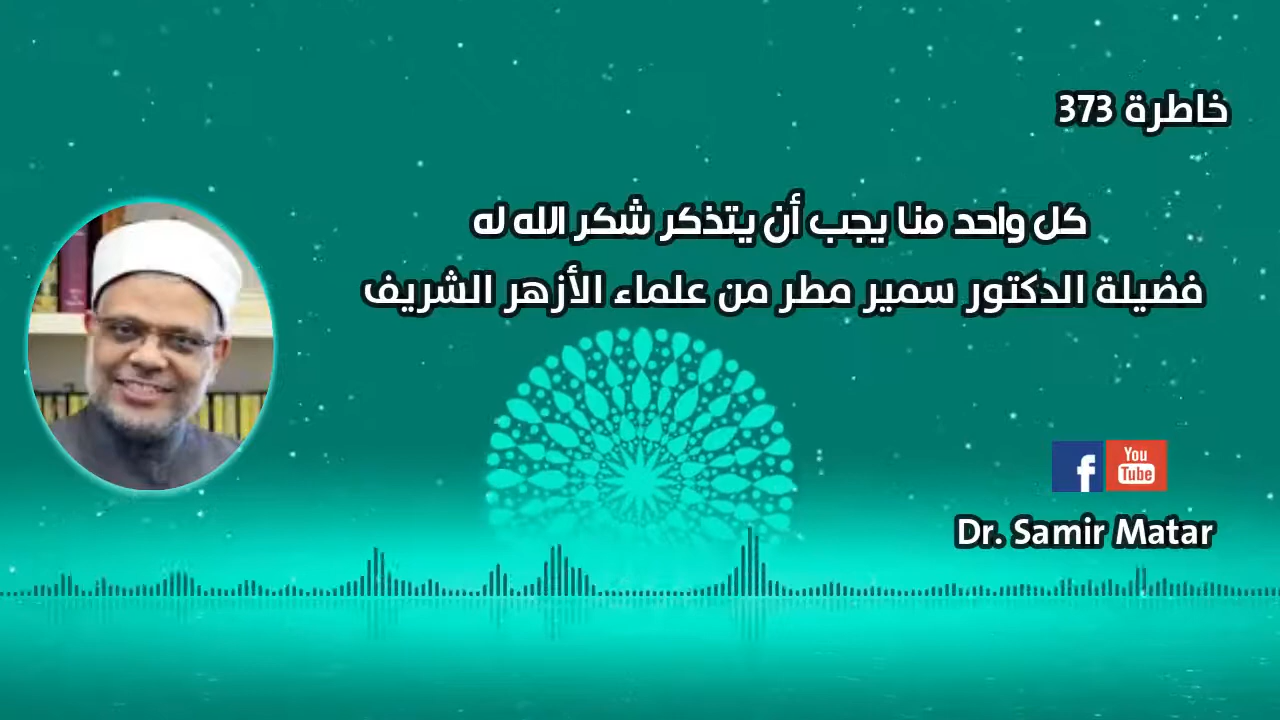 خاطرة 373
كل واحد منا يجب أن يتذكر شكر الله له
فضيلة الدكتور سمير مطر من علماء الأزهر الشريف
f
You
Tube
Dr. Samir Matar